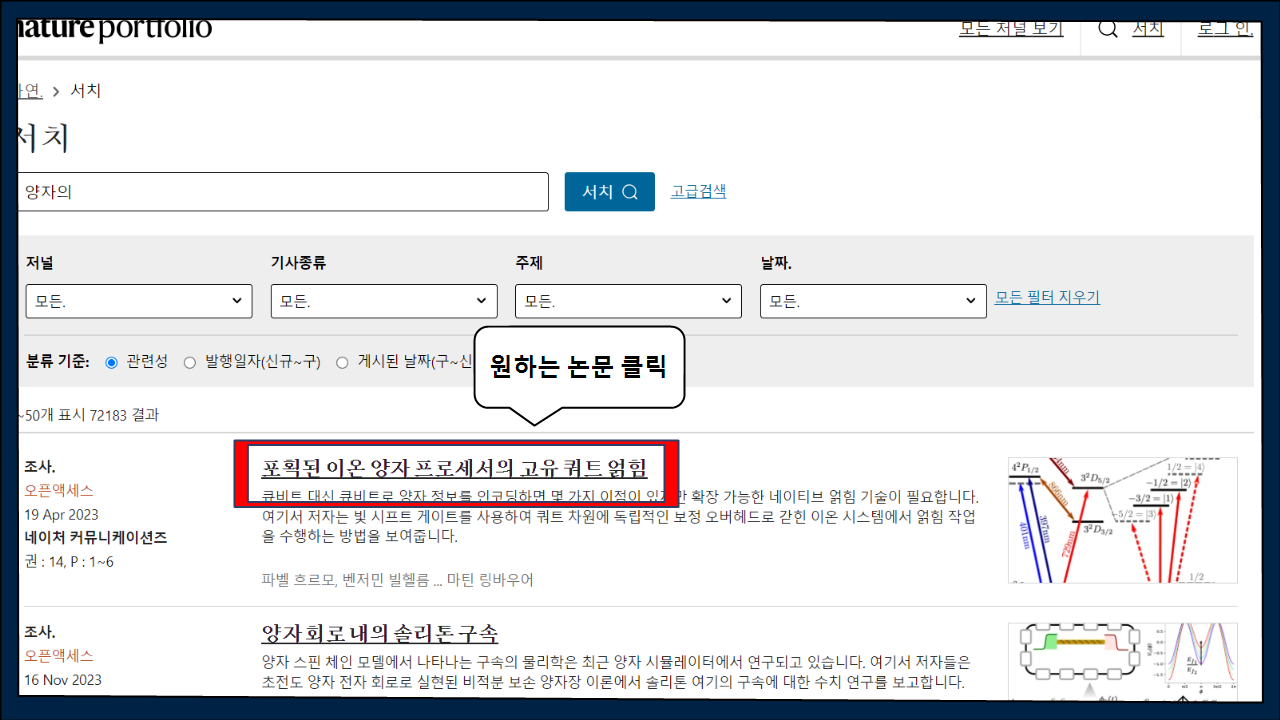 nature portfolio
모든 저널 보기
서치
로그 인.
서치
서치
양자의
서치
고급검색
저널
기사종류
주제
날짜.
모든.
모든.
모든.
모든.
모든 필터 지우기
분류 기준:
관련성
발행일자(신규~구)
게시된 날짜(구~신
원하는 논문 클릭
~50개 표시 72183 결과
조사.
오픈액세스
19 Apr 2023
네이처 커뮤니케이션즈
권 : 14, P : 1~6
포획된 이온 양자 프로세서의 고유 쿼트 얽힘
큐비트 대신 큐비트로 양자 정보를 인코딩하면 몇 가지 이점이 있지만 확장 가능한 네이티브 얽힘 기술이 필요합니다.
여기서 저자는 빛 시프트 게이트를 사용하여 쿼트 차원에 독립적인 보정 오버헤드로 갇힌 이온 시스템에서 얽힘 작업
을 수행하는 방법을 보여줍니다.
파벨 흐르모, 벤저민 빌헬름 ... 마틴 링바우어
4²P₁/₂
3²D₅/₂
3²D₃/₂
1/2 = |4⟩
−1/2 = |2⟩
−3/2 = |1⟩
−5/2 = |3⟩
866nm
401nm
397nm
729nm
1/2
조사.
오픈액세스
16 Nov 2023
양자 회로 내의 솔리톤 구속
양자 스핀 체인 모델에서 나타나는 구속의 물리학은 최근 양자 시뮬레이터에서 연구되고 있습니다. 여기서 저자들은
초전도 양자 전자 회로로 실현된 비적분 보손 양자장 이론에서 솔리톤 여기의 구속에 대한 수치 연구를 보고합니다.